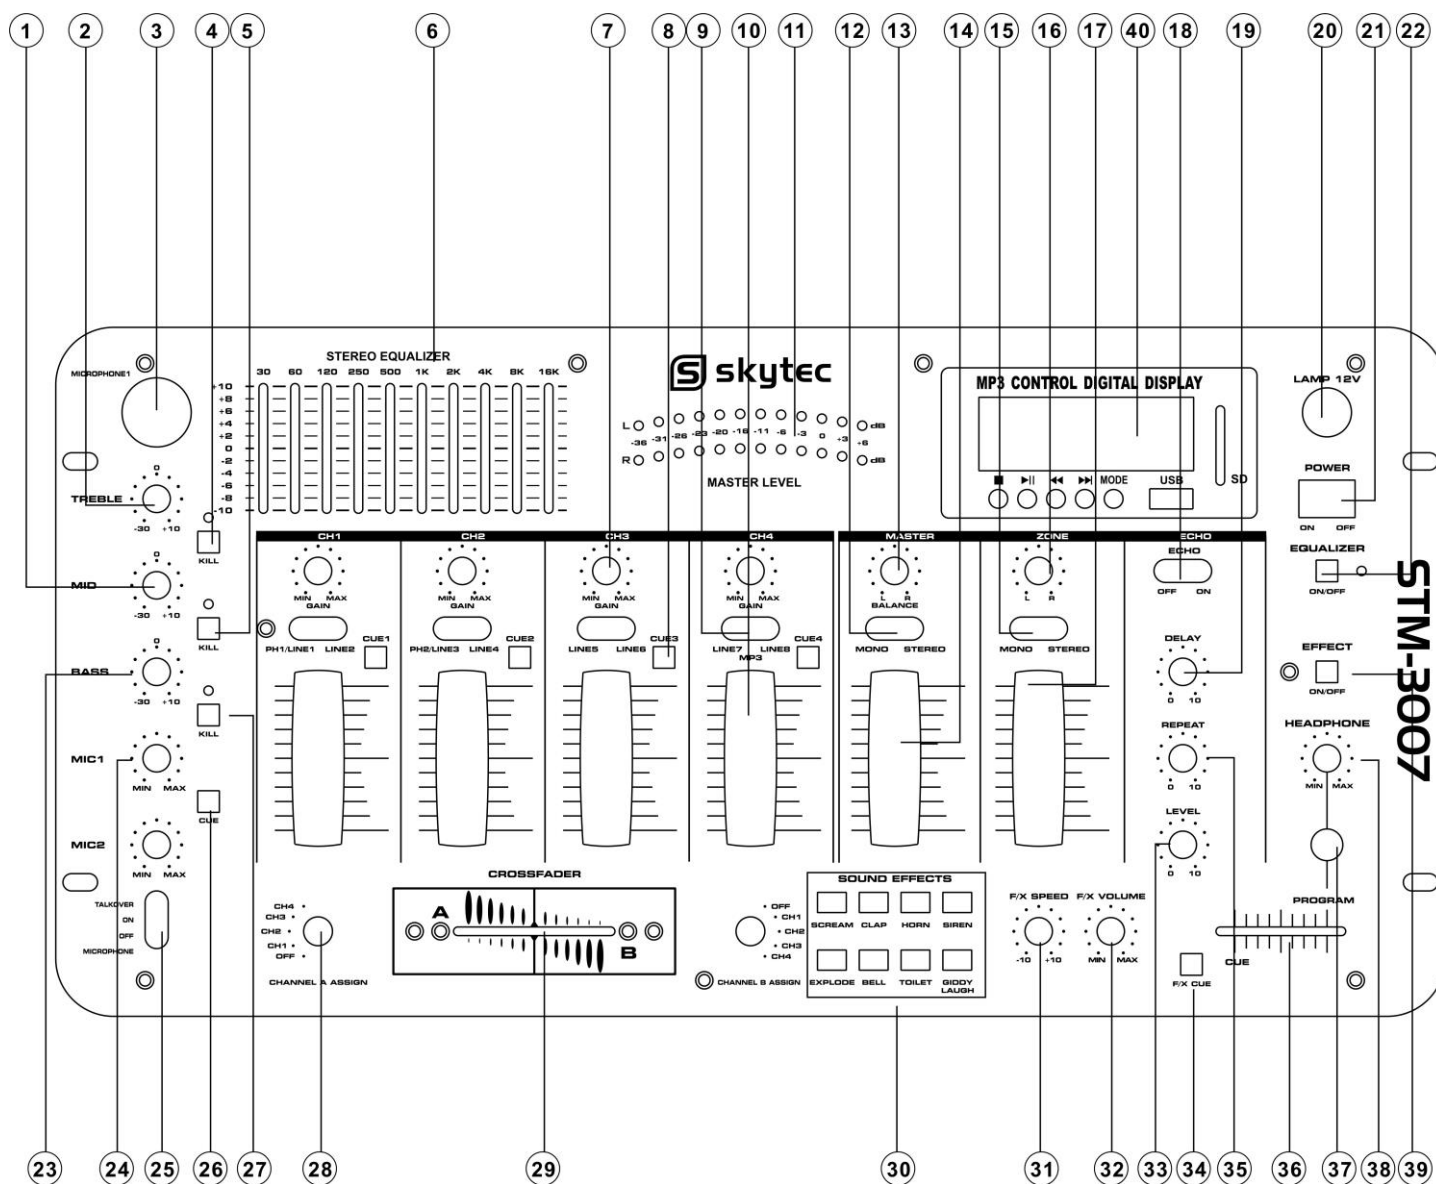 1 2 3 4 5 6 7 8 9 10 11 12 13 14 15 16 17 40 18 19 20 21 22
STEREO EQUALIZER
30 60 120 250 500 1K 2K 4K 8K 16K
+10
+8
+6
+4
+2
0
-2
-4
-6
-8
-10
MICROPHONE1
S skytec
L dB
-36 -31 -26 -23 -20 -16 -11 -6 -3 0 +3 +6
R dB
MASTER LEVEL
MP3 CONTROL DIGITAL DISPLAY
MODE USB SD
LAMP 12V
POWER
ON OFF
EQUALIZER
ON/OFF
STM-3007
TREBLE
0
-30 +10
KILL
MID
0
-30 +10
KILL
BASS
0
-30 +10
KILL
MIC1
MIN MAX
CUE
MIC2
MIN MAX
TALKOVER
ON
OFF
MICROPHONE
CH1 CH2 CH3 CH4 MASTER ZONE ECHO
MIN MAX MIN MAX MIN MAX MIN MAX L R L R
GAIN GAIN GAIN GAIN BALANCE
CUE1 CUE2 CUE3 CUE4
PH1/LINE1 LINE2 PH2/LINE3 LINE4 LINE5 LINE6 LINE7 LINE8 MONO STEREO MONO STEREO
MP3
ECHO
OFF ON
DELAY
0 10
REPEAT
0 10
LEVEL
0 10
EFFECT
ON/OFF
HEADPHONE
MIN MAX
PROGRAM
CUE
CH4
CH3
CH2
CH1
OFF
CHANNEL A ASSIGN
CROSSFADER
A B
OFF
CH1
CH2
CH3
CH4
CHANNEL B ASSIGN
SOUND EFFECTS
SCREAM CLAP HORN SIREN
EXPLODE BELL TOILET GIDDY
LAUGH
F/X SPEED F/X VOLUME
-10 +10 MIN MAX
F/X CUE
23 24 25 26 27 28 29 30 31 32 33 34 35 36 37 38 39